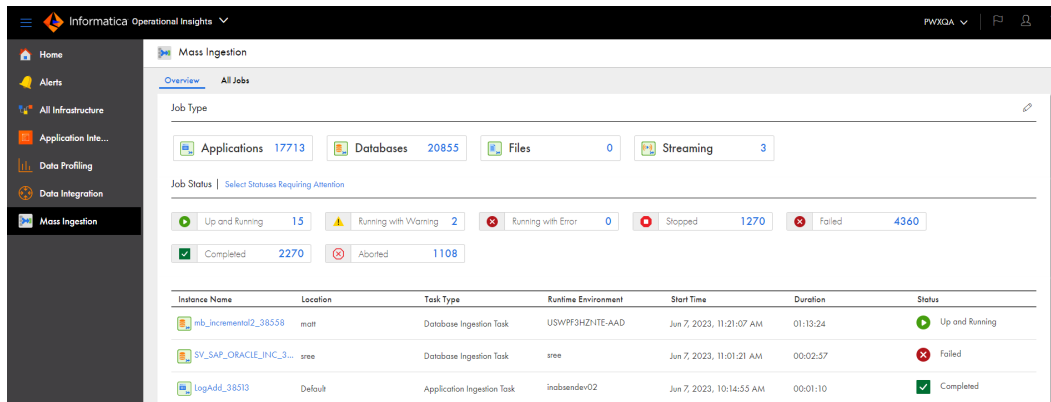 Informatica Operational Insights
PWXQA
Home
Alerts
All Infrastructure
Application Inte...
Data Profiling
Data Integration
Mass Ingestion
Mass Ingestion
Overview All Jobs
Job Type
Applications 17713 Databases 20855 Files 0 Streaming 3
Job Status | Select Statuses Requiring Attention
Up and Running 15 Running with Warning 2 Running with Error 0 Stopped 1270 Failed 4360
Completed 2270 Aborted 1108
Instance Name Location Task Type Runtime Environment Start Time Duration Status
mb_incremental2_38558 matt Database Ingestion Task USWPF3HZNTE-AAD Jun 7, 2023, 11:21:07 AM 01:13:24 Up and Running
SV_SAP_ORACLE_INC_3... sree Database Ingestion Task sree Jun 7, 2023, 11:01:21 AM 00:02:57 Failed
LogAdd_38513 Default Application Ingestion Task inabsendev02 Jun 7, 2023, 10:14:55 AM 00:01:10 Completed